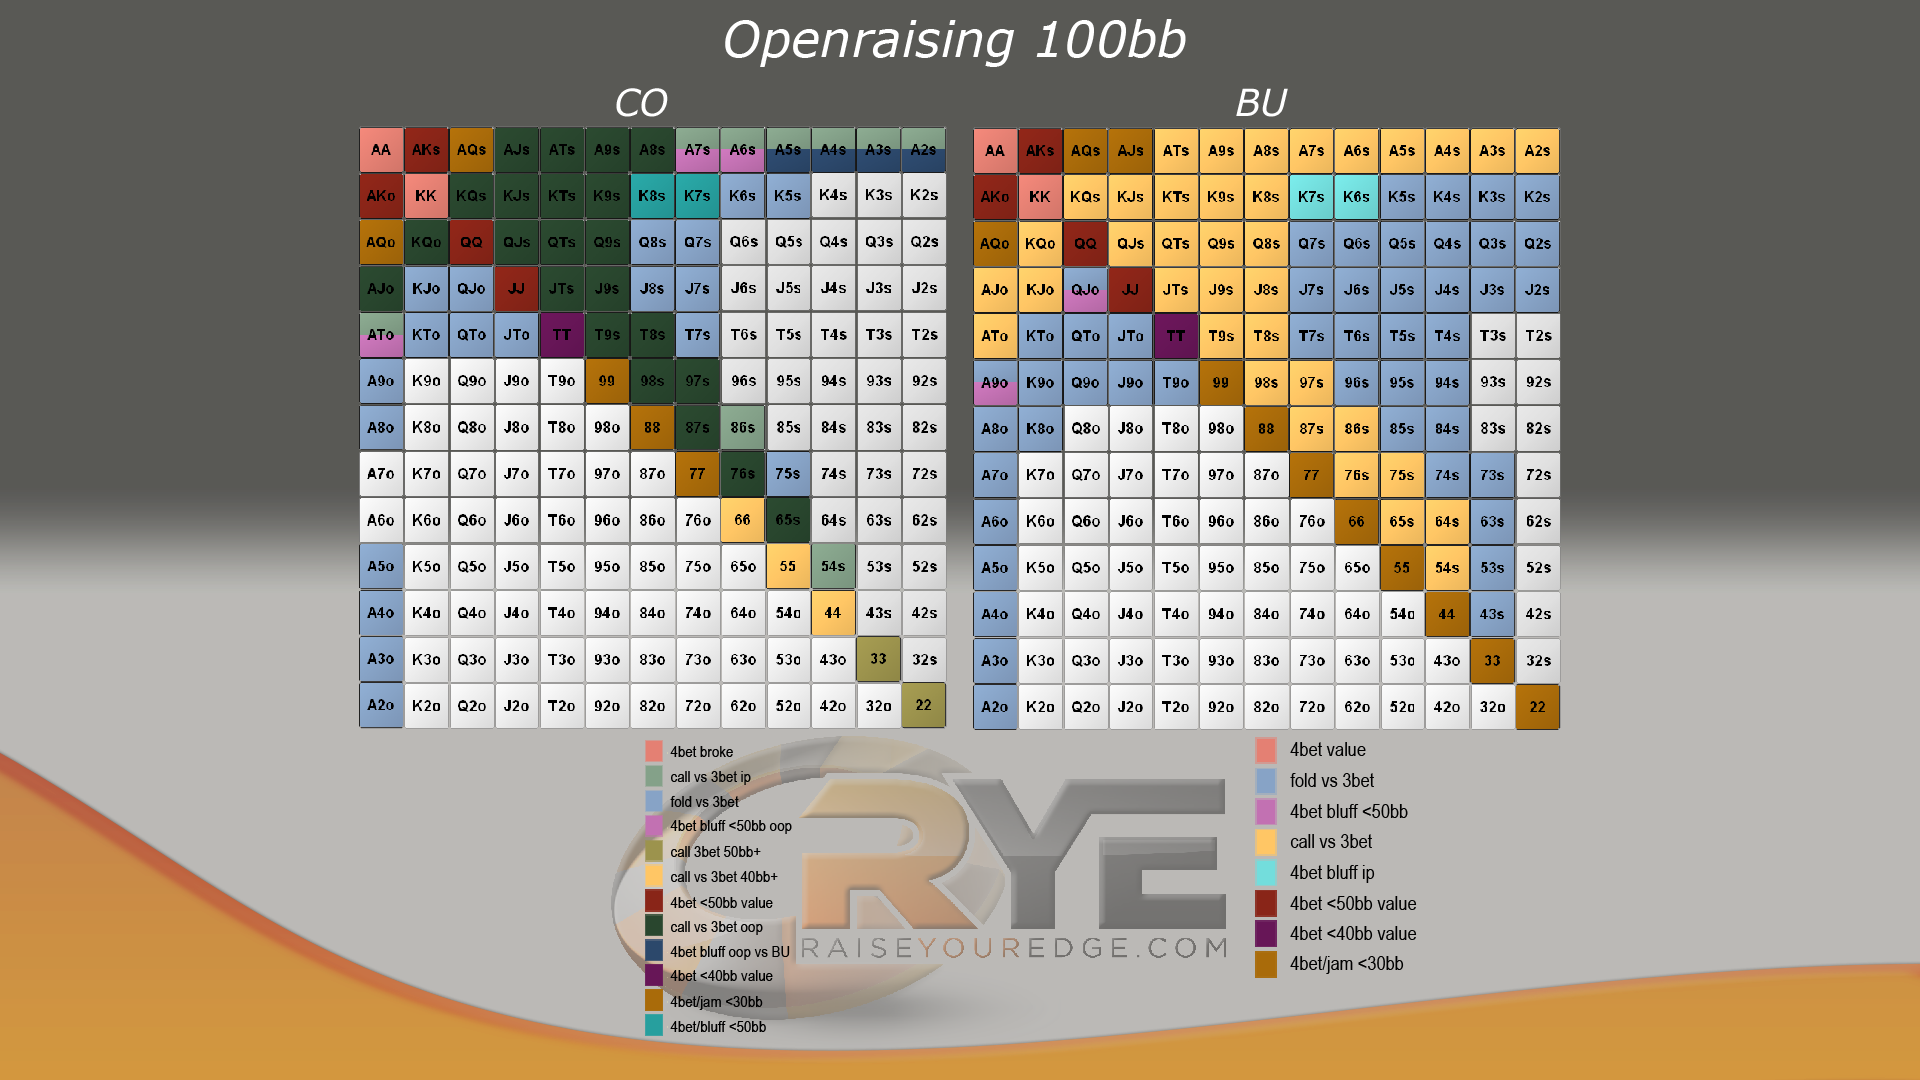 Openraising 100bb
CO
AA AKs AQs AJs ATs A9s A8s A7s A6s A5s A4s A3s A2s
AKo KK KQs KJs KTs K9s K8s K7s K6s K5s K4s K3s K2s
AQo KQo QQ QJs QTs Q9s Q8s Q7s Q6s Q5s Q4s Q3s Q2s
AJo KJo QJo JJ JTs J9s J8s J7s J6s J5s J4s J3s J2s
ATo KTo QTo JTo TT T9s T8s T7s T6s T5s T4s T3s T2s
A9o K9o Q9o J9o T9o 99 98s 97s 96s 95s 94s 93s 92s
A8o K8o Q8o J8o T8o 98o 88 87s 86s 85s 84s 83s 82s
A7o K7o Q7o J7o T7o 97o 87o 77 76s 75s 74s 73s 72s
A6o K6o Q6o J6o T6o 96o 86o 76o 66 65s 64s 63s 62s
A5o K5o Q5o J5o T5o 95o 85o 75o 65o 55 54s 53s 52s
A4o K4o Q4o J4o T4o 94o 84o 74o 64o 54o 44 43s 42s
A3o K3o Q3o J3o T3o 93o 83o 73o 63o 53o 43o 33 32s
A2o K2o Q2o J2o T2o 92o 82o 72o 62o 52o 42o 32o 22
4bet broke
call vs 3bet ip
fold vs 3bet
4bet bluff <50bb oop
call 3bet 50bb+
call vs 3bet 40bb+
4bet <50bb value
call vs 3bet oop
4bet bluff oop vs BU
4bet <40bb value
4bet/jam <30bb
4bet/bluff <50bb
BU
AA AKs AQs AJs ATs A9s A8s A7s A6s A5s A4s A3s A2s
AKo KK KQs KJs KTs K9s K8s K7s K6s K5s K4s K3s K2s
AQo KQo QQ QJs QTs Q9s Q8s Q7s Q6s Q5s Q4s Q3s Q2s
AJo KJo QJo JJ JTs J9s J8s J7s J6s J5s J4s J3s J2s
ATo KTo QTo JTo TT T9s T8s T7s T6s T5s T4s T3s T2s
A9o K9o Q9o J9o T9o 99 98s 97s 96s 95s 94s 93s 92s
A8o K8o Q8o J8o T8o 98o 88 87s 86s 85s 84s 83s 82s
A7o K7o Q7o J7o T7o 97o 87o 77 76s 75s 74s 73s 72s
A6o K6o Q6o J6o T6o 96o 86o 76o 66 65s 64s 63s 62s
A5o K5o Q5o J5o T5o 95o 85o 75o 65o 55 54s 53s 52s
A4o K4o Q4o J4o T4o 94o 84o 74o 64o 54o 44 43s 42s
A3o K3o Q3o J3o T3o 93o 83o 73o 63o 53o 43o 33 32s
A2o K2o Q2o J2o T2o 92o 82o 72o 62o 52o 42o 32o 22
4bet value
fold vs 3bet
4bet bluff <50bb
call vs 3bet
4bet bluff ip
4bet <50bb value
4bet <40bb value
4bet/jam <30bb
RYE
RAISEYOUREDGE.COM